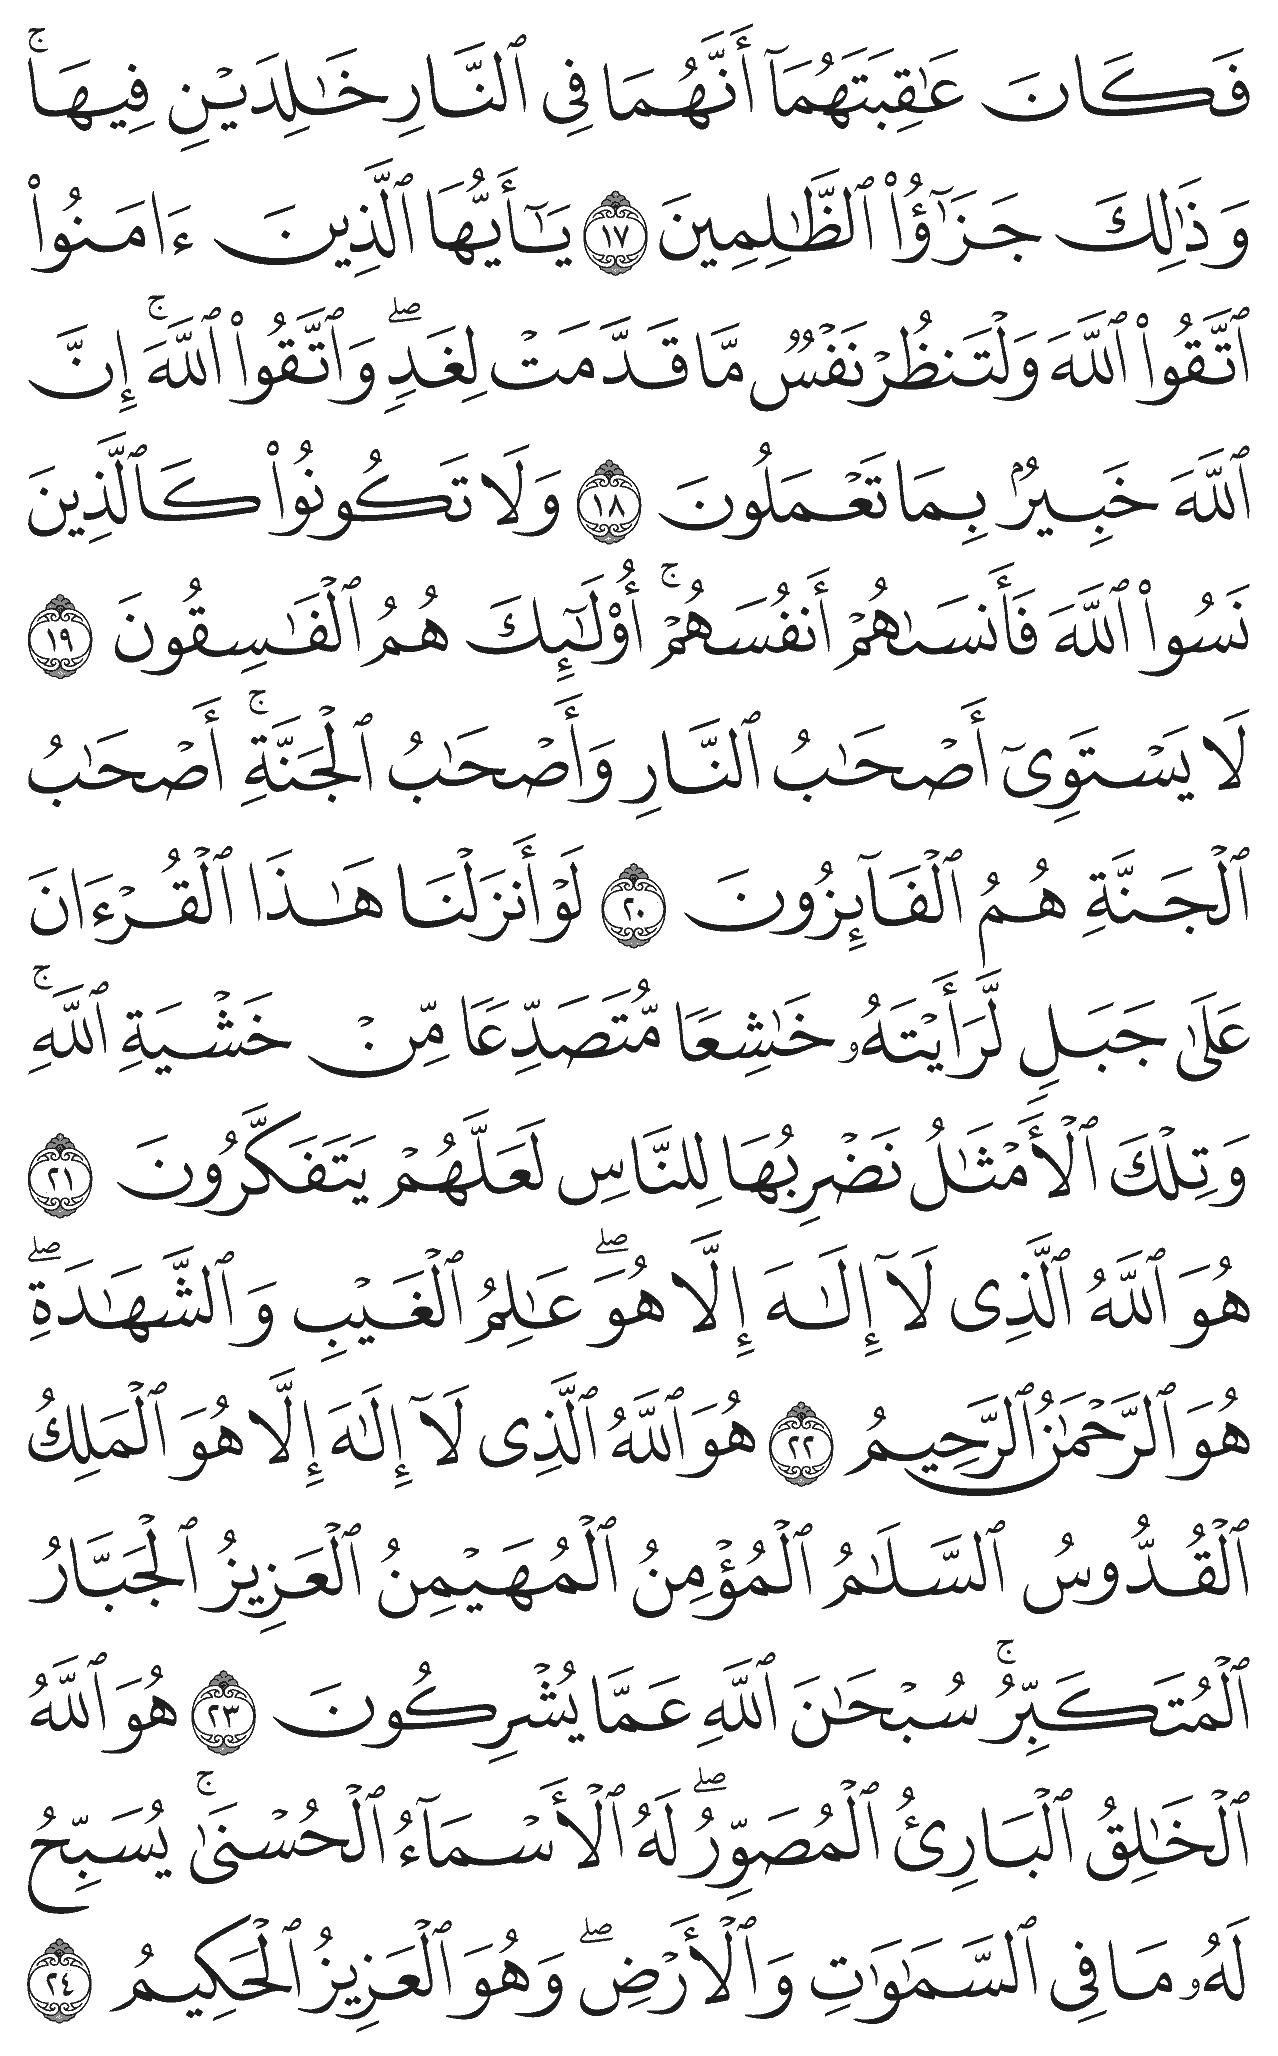 فَكَانَ عَٰقِبَتَهُمَآ أَنَّهُمَا فِى ٱلنَّارِ خَٰلِدَيْنِ فِيهَا ۚ
وَذَٰلِكَ جَزَٰٓؤُا۟ ٱلظَّٰلِمِينَ ١٧ يَٰٓأَيُّهَا ٱلَّذِينَ ءَامَنُوا۟
ٱتَّقُوا۟ ٱللَّهَ وَلْتَنظُرْ نَفْسٌ مَّا قَدَّمَتْ لِغَدٍ ۖ وَٱتَّقُوا۟ ٱللَّهَ ۚ إِنَّ
ٱللَّهَ خَبِيرٌۢ بِمَا تَعْمَلُونَ ١٨ وَلَا تَكُونُوا۟ كَٱلَّذِينَ
نَسُوا۟ ٱللَّهَ فَأَنسَىٰهُمْ أَنفُسَهُمْ ۚ أُو۟لَٰٓئِكَ هُمُ ٱلْفَٰسِقُونَ ١٩
لَا يَسْتَوِىٓ أَصْحَٰبُ ٱلنَّارِ وَأَصْحَٰبُ ٱلْجَنَّةِ ۚ أَصْحَٰبُ
ٱلْجَنَّةِ هُمُ ٱلْفَآئِزُونَ ٢٠ لَوْ أَنزَلْنَا هَٰذَا ٱلْقُرْءَانَ
عَلَىٰ جَبَلٍ لَّرَأَيْتَهُۥ خَٰشِعًا مُّتَصَدِّعًا مِّنْ خَشْيَةِ ٱللَّهِ ۚ
وَتِلْكَ ٱلْأَمْثَٰلُ نَضْرِبُهَا لِلنَّاسِ لَعَلَّهُمْ يَتَفَكَّرُونَ ٢١
هُوَ ٱللَّهُ ٱلَّذِى لَآ إِلَٰهَ إِلَّا هُوَ ۖ عَٰلِمُ ٱلْغَيْبِ وَٱلشَّهَٰدَةِ ۖ
هُوَ ٱلرَّحْمَٰنُ ٱلرَّحِيمُ ٢٢ هُوَ ٱللَّهُ ٱلَّذِى لَآ إِلَٰهَ إِلَّا هُوَ ٱلْمَلِكُ
ٱلْقُدُّوسُ ٱلسَّلَٰمُ ٱلْمُؤْمِنُ ٱلْمُهَيْمِنُ ٱلْعَزِيزُ ٱلْجَبَّارُ
ٱلْمُتَكَبِّرُ ۚ سُبْحَٰنَ ٱللَّهِ عَمَّا يُشْرِكُونَ ٢٣ هُوَ ٱللَّهُ
ٱلْخَٰلِقُ ٱلْبَارِئُ ٱلْمُصَوِّرُ ۖ لَهُ ٱلْأَسْمَآءُ ٱلْحُسْنَىٰ ۚ يُسَبِّحُ
لَهُۥ مَا فِى ٱلسَّمَٰوَٰتِ وَٱلْأَرْضِ ۖ وَهُوَ ٱلْعَزِيزُ ٱلْحَكِيمُ ٢٤